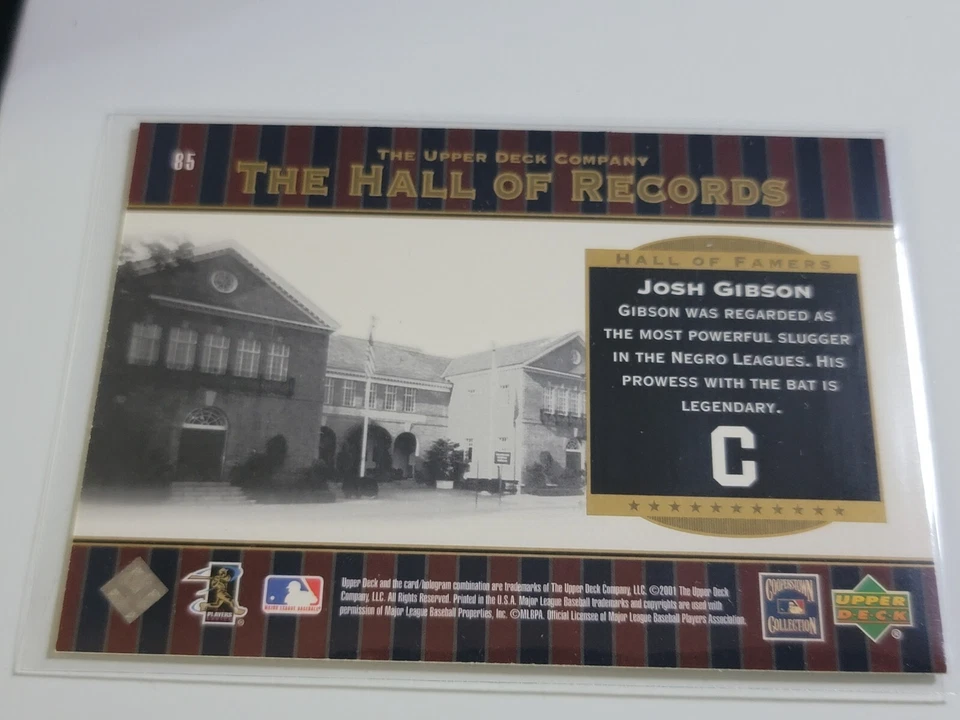 85
THE UPPER DECK COMPANY
THE HALL OF RECORDS
HALL OF FAMERS
JOSH GIBSON
GIBSON WAS REGARDED AS
THE MOST POWERFUL SLUGGER
IN THE NEGRO LEAGUES. HIS
PROWESS WITH THE BAT IS
LEGENDARY.
C
PLAYERS
MAJOR LEAGUE BASEBALL
Upper Deck and the card/hologram combination are trademarks of The Upper Deck Company, LLC. ©2001 The Upper Deck
Company, LLC. All Rights Reserved. Printed in the U.S.A. Major League Baseball trademarks and copyrights are used with
permission of Major League Baseball Properties, Inc. ©MLBPA. Official Licensee of Major League Baseball Players Association.
COOPERSTOWN
COLLECTION
UPPER
DECK
®